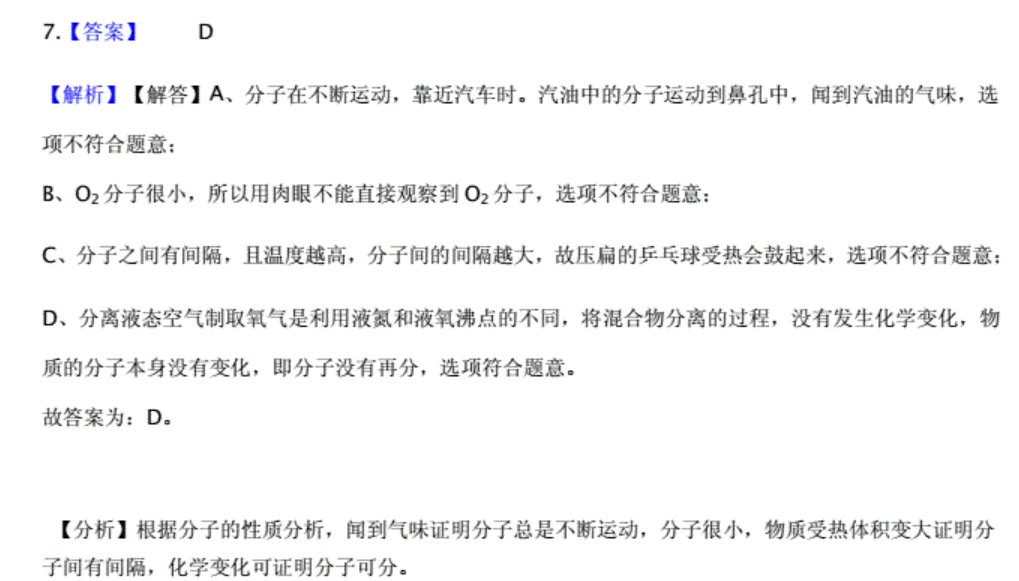 7.【答案】 D
【解析】【解答】A、分子在不断运动，靠近汽车时。汽油中的分子运动到鼻孔中，闻到汽油的气味，选
项不符合题意；
B、O₂分子很小，所以用肉眼不能直接观察到O₂分子，选项不符合题意；
C、分子之间有间隔，且温度越高，分子间的间隔越大，故压扁的乒乓球受热会鼓起来，选项不符合题意；
D、分离液态空气制取氧气是利用液氮和液氧沸点的不同，将混合物分离的过程，没有发生化学变化，物
质的分子本身没有变化，即分子没有再分，选项符合题意。
故答案为：D。
【分析】根据分子的性质分析，闻到气味证明分子总是不断运动，分子很小，物质受热体积变大证明分
子间有间隔，化学变化可证明分子可分。